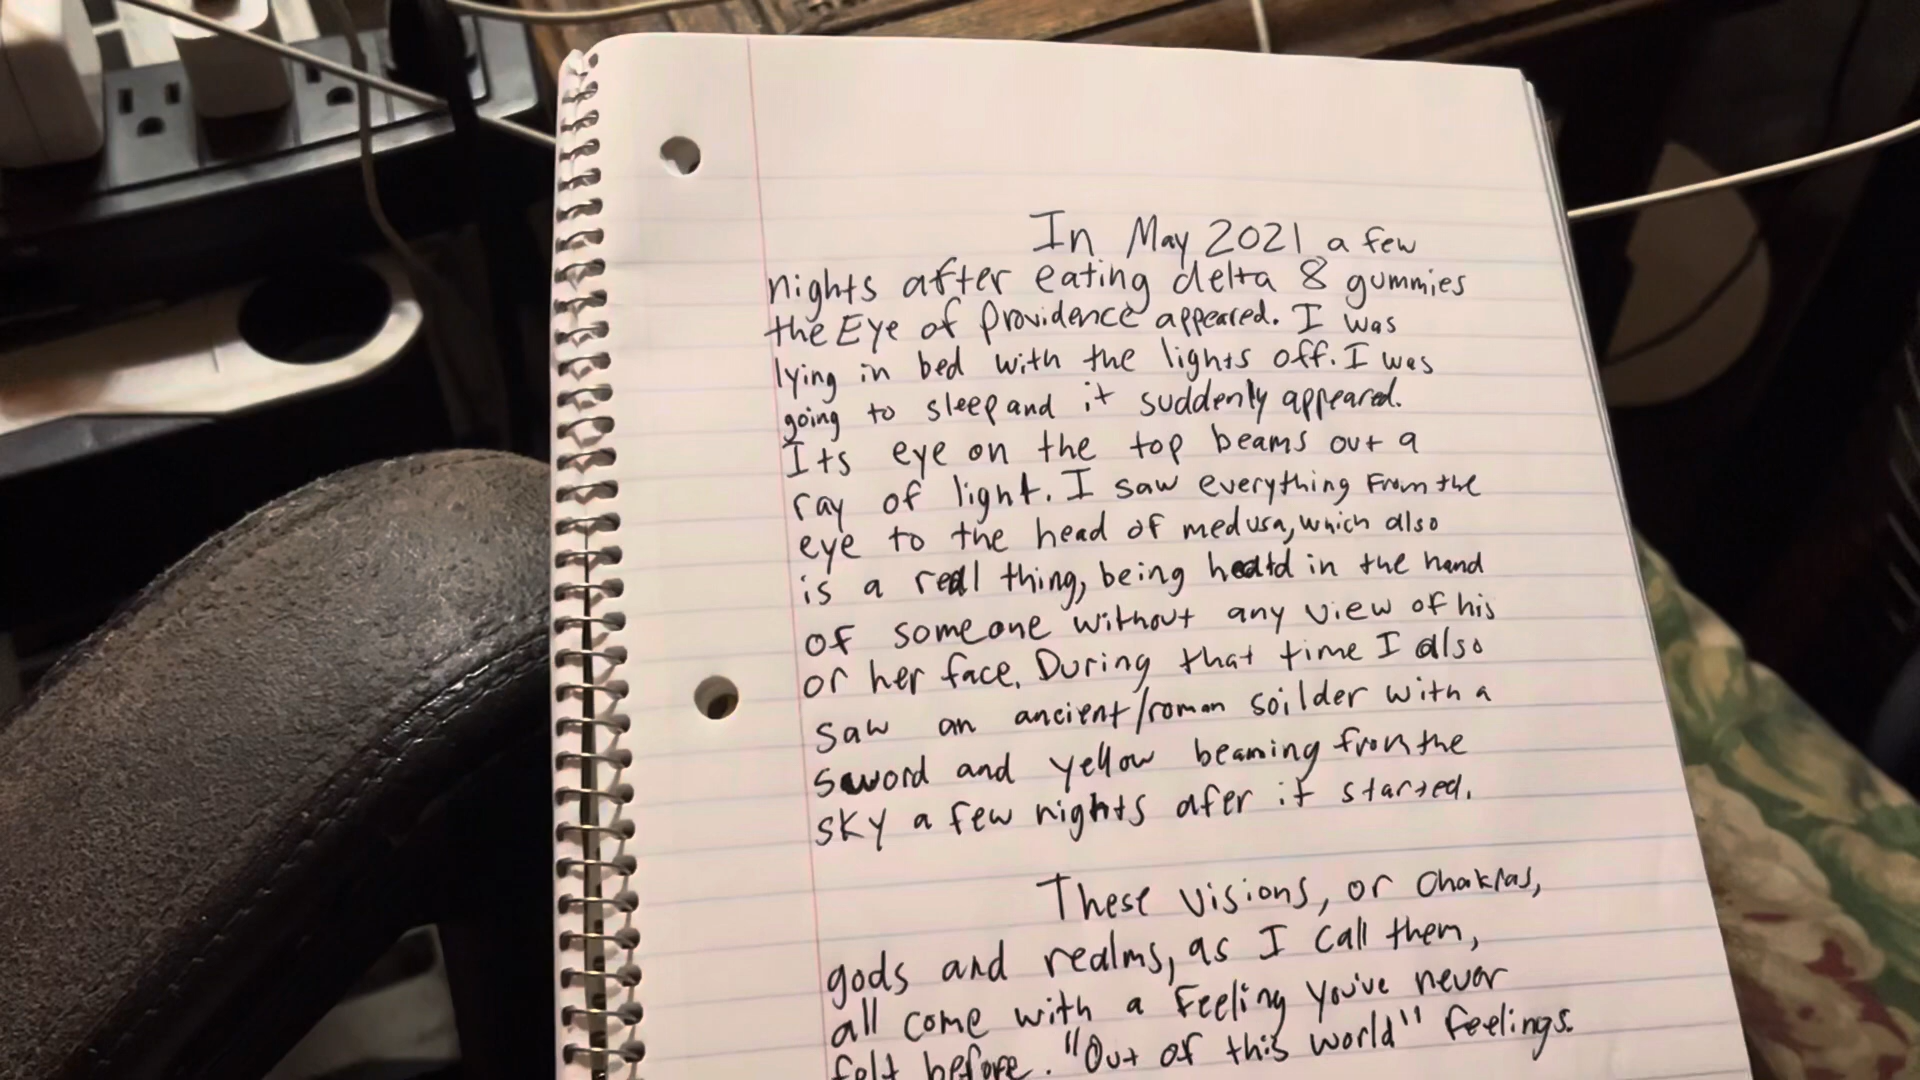 In May 2021 a few
nights after eating delta 8 gummies
the Eye of providence appeared. I was
lying in bed with the lights off. I was
going to sleep and it suddenly appeared.
Its eye on the top beams out a
ray of light. I saw everything from the
eye to the head of medusa, which also
is a real thing, being heatd in the hand
of someone without any view of his
or her face. During that time I also
saw an ancient/roman soilder with a
sword and yellow beaming from the
sky a few nights afer it started.
These visions, or Chakras,
gods and realms, as I call them,
all come with a feeling you've never
felt before. "Out of this world" feelings.